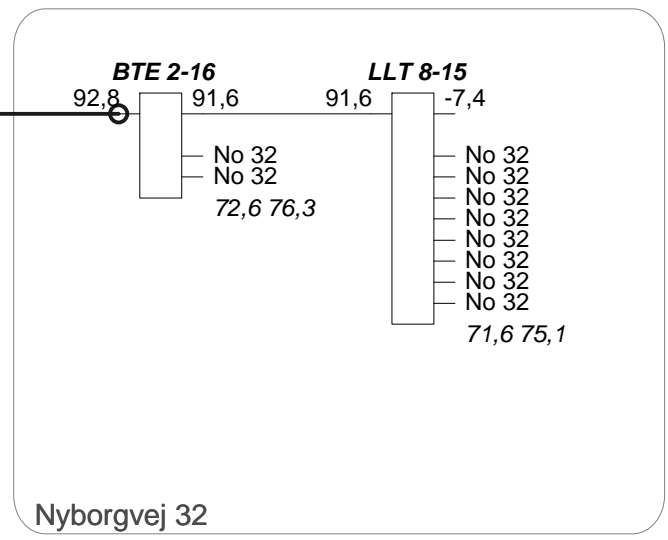 BTE 2-16 LLT 8-15
92,8 91,6 91,6 -7,4
No 32 No 32
No 32 No 32
72,6 76,3 No 32
No 32
No 32
No 32
No 32
No 32
71,6 75,1
Nyborgvej 32